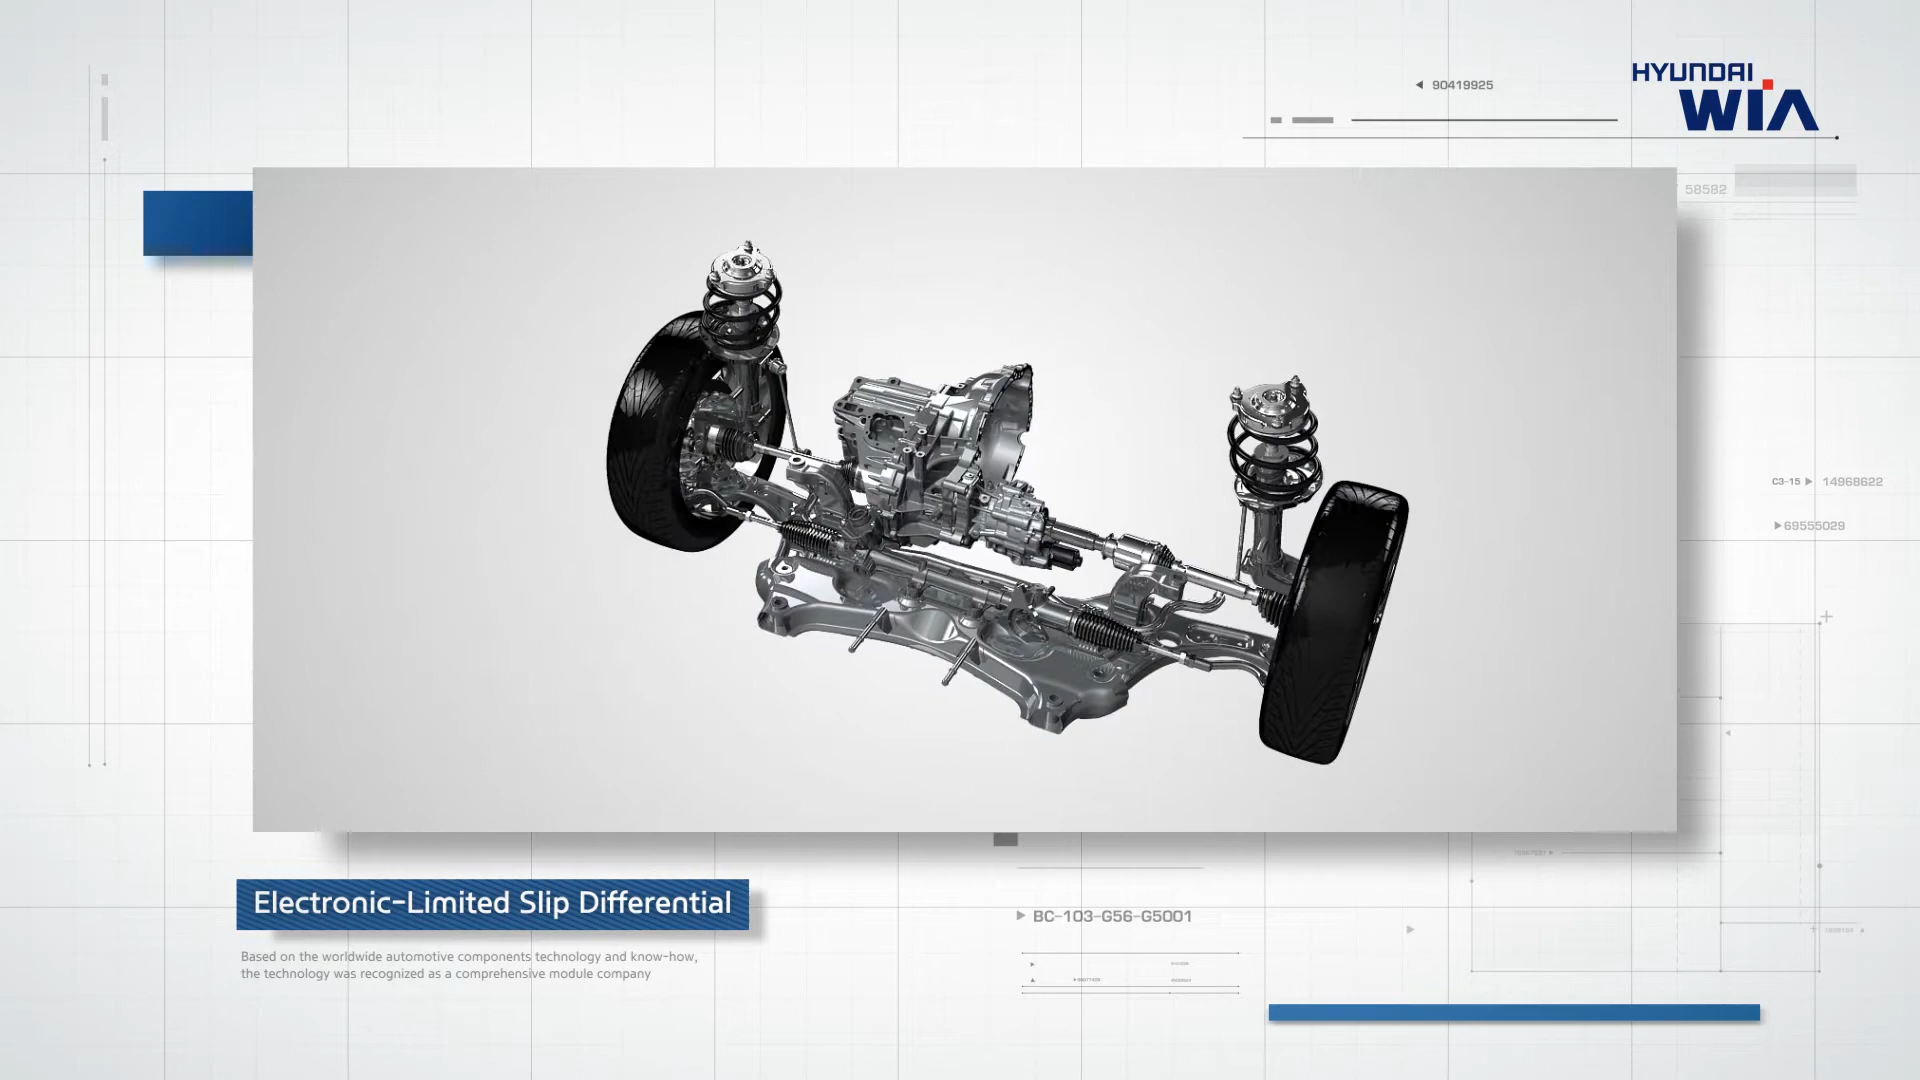 HYUNDAI
WIA
90419925
58582
C3-15 14968622
69555029
Electronic-Limited Slip Differential
Based on the worldwide automotive components technology and know-how,
the technology was recognized as a comprehensive module company
BC-103-G56-G5001